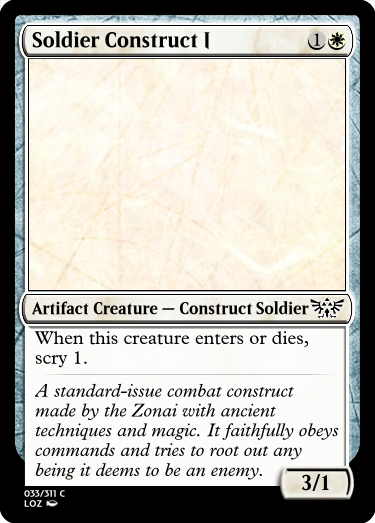 Soldier Construct I 1
Artifact Creature — Construct Soldier
When this creature enters or dies,
scry 1.
A standard-issue combat construct
made by the Zonai with ancient
techniques and magic. It faithfully obeys
commands and tries to root out any
being it deems to be an enemy.
3/1
033/311 C
LOZ